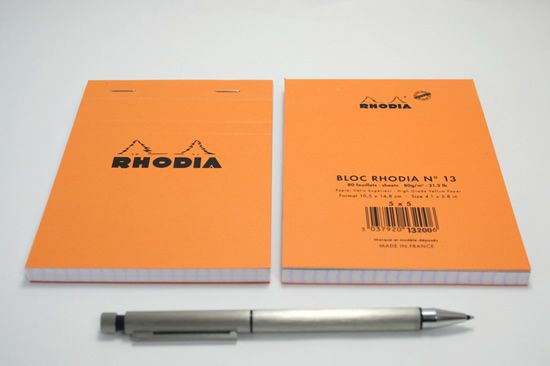 RHODIA
RHODIA
BLOC RHODIA N° 13
80 feuillets - sheets 80g/m² - 21.3 lb
Papier Velin Supérieur - High Grade Vellum Paper
Format 10,5 x 14,8 cm - Size 4.1 x 5.8 in
5 x 5
3 037920 132006
marque et modèle déposés
MADE IN FRANCE